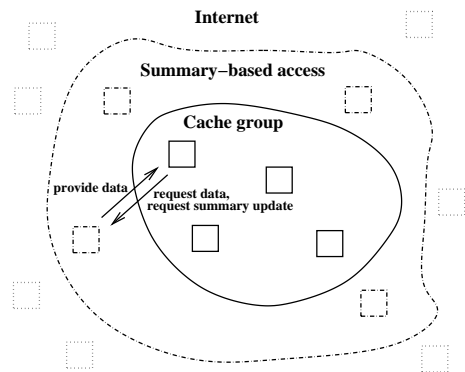 Internet
Summary–based access
Cache group
provide data
request data,
request summary update